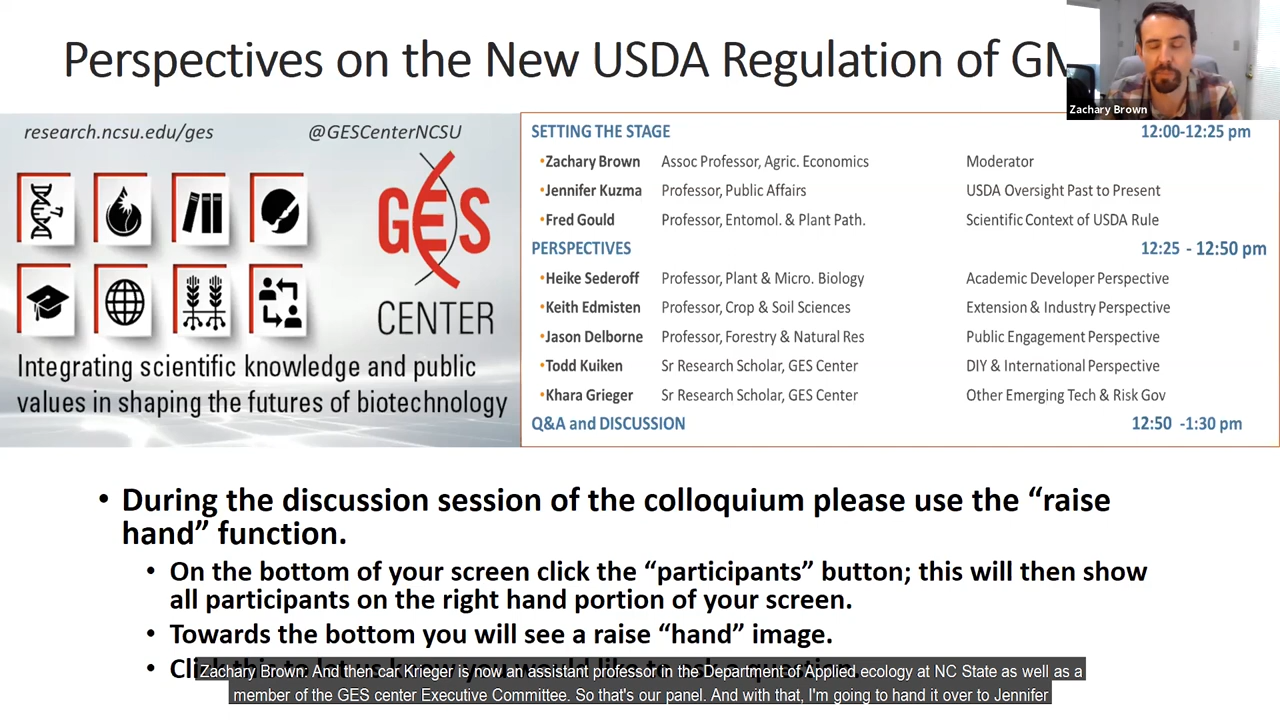 Perspectives on the New USDA Regulation of
Zachary Brown
research.ncsu.edu/ges @GESCenterNCSU
GES
CENTER
Integrating scientific knowledge and public
values in shaping the futures of biotechnology
SETTING THE STAGE 12:00-12:25 pm
•Zachary Brown Assoc Professor, Agric. Economics Moderator
•Jennifer Kuzma Professor, Public Affairs USDA Oversight Past to Present
•Fred Gould Professor, Entomol. & Plant Path. Scientific Context of USDA Rule
PERSPECTIVES 12:25 - 12:50 pm
•Heike Sederoff Professor, Plant & Micro. Biology Academic Developer Perspective
•Keith Edmisten Professor, Crop & Soil Sciences Extension & Industry Perspective
•Jason Delborne Professor, Forestry & Natural Res Public Engagement Perspective
•Todd Kuiken Sr Research Scholar, GES Center DIY & International Perspective
•Khara Grieger Sr Research Scholar, GES Center Other Emerging Tech & Risk Gov
Q&A and DISCUSSION 12:50 -1:30 pm
• During the discussion session of the colloquium please use the “raise
hand” function.
• On the bottom of your screen click the “participants” button; this will then show
all participants on the right hand portion of your screen.
• Towards the bottom you will see a raise “hand” image.
Zachary Brown: And then car. Krieger is now an assistant professor in the Department of Applied ecology at NC State as well as a
member of the GES center Executive Committee. So that's our panel. And with that, I'm going to hand it over to Jennifer